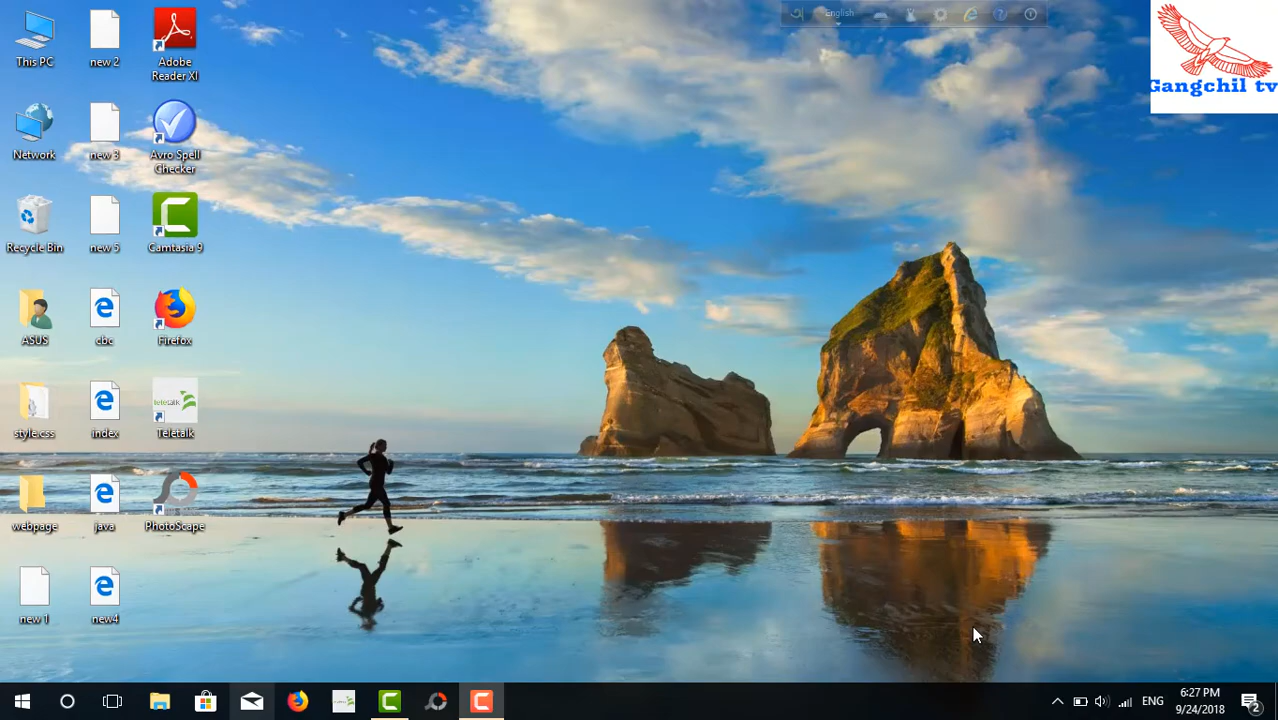 English
Gangchil tv
This PC
new 2
Adobe
Reader XI
Network
new 3
Avro Spell
Checker
Recycle Bin
new 5
Camtasia 9
ASUS
cbc
Firefox
style.css
index
teletalk
Teletalk
webpage
java
PhotoScape
new 1
new4
ENG
6:27 PM
9/24/2018
2